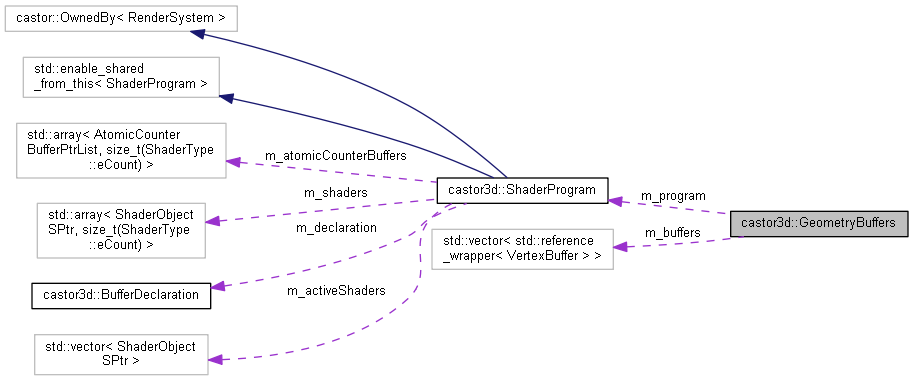 castor::OwnedBy< RenderSystem >
std::enable_shared
_from_this< ShaderProgram >
std::array< AtomicCounter
BufferPtrList, size_t(ShaderType
::eCount) >
m_atomicCounterBuffers
m_shaders
std::array< ShaderObject
SPtr, size_t(ShaderType
::eCount) >
m_declaration
castor3d::BufferDeclaration
m_activeShaders
std::vector< ShaderObject
SPtr >
castor3d::ShaderProgram
std::vector< std::reference
_wrapper< VertexBuffer > >
m_program
m_buffers
castor3d::GeometryBuffers